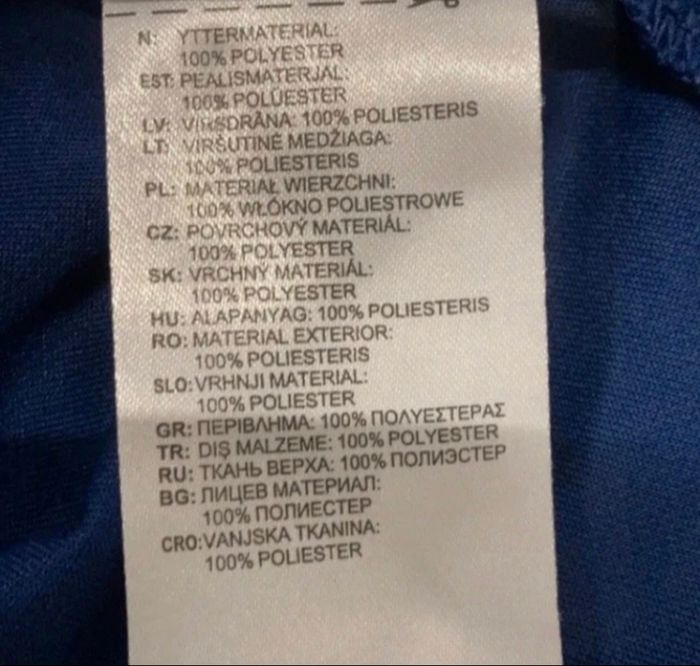 N: YTTERMATERIAL:
100% POLYESTER
EST: PEALISMATERJAL:
100% POLÜESTER
LV: VIRSDRĀNA: 100% POLIESTERIS
LT: VIRŠUTINĖ MEDŽIAGA:
100% POLIESTERIS
PL: MATERIAŁ WIERZCHNI:
100% WŁÓKNO POLIESTROWE
CZ: POVRCHOVÝ MATERIÁL:
100% POLYESTER
SK: VRCHNÝ MATERIÁL:
100% POLYESTER
HU: ALAPANYAG: 100% POLIESTERIS
RO: MATERIAL EXTERIOR:
100% POLIESTERIS
SLO: VRHNJI MATERIAL:
100% POLIESTER
GR: ΠΕΡΙΒΛΗΜΑ: 100% ΠΟΛΥΕΣΤΕΡΑΣ
TR: DIŞ MALZEME: 100% POLYESTER
RU: ТКАНЬ ВЕРХА: 100% ПОЛИЭСТЕР
BG: ЛИЦЕВ МАТЕРИАЛ:
100% ПОЛИЕСТЕР
CRO: VANJSKA TKANINA:
100% POLIESTER